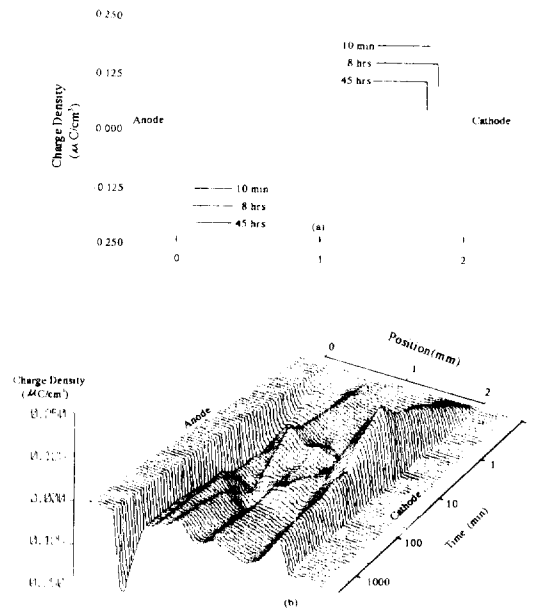 0.250
10 min
8 hrs
45 hrs
0.125
Charge Density
(μ C/cm³)
Anode
0.000
Cathode
0.125
10 min
8 hrs
45 hrs
(a)
0.250
0
1
2
Position(mm)
0
1
2
Charge Density
(μC/cm³)
Anode
Cathode
1
10
100
1000
Time (min)
(b)